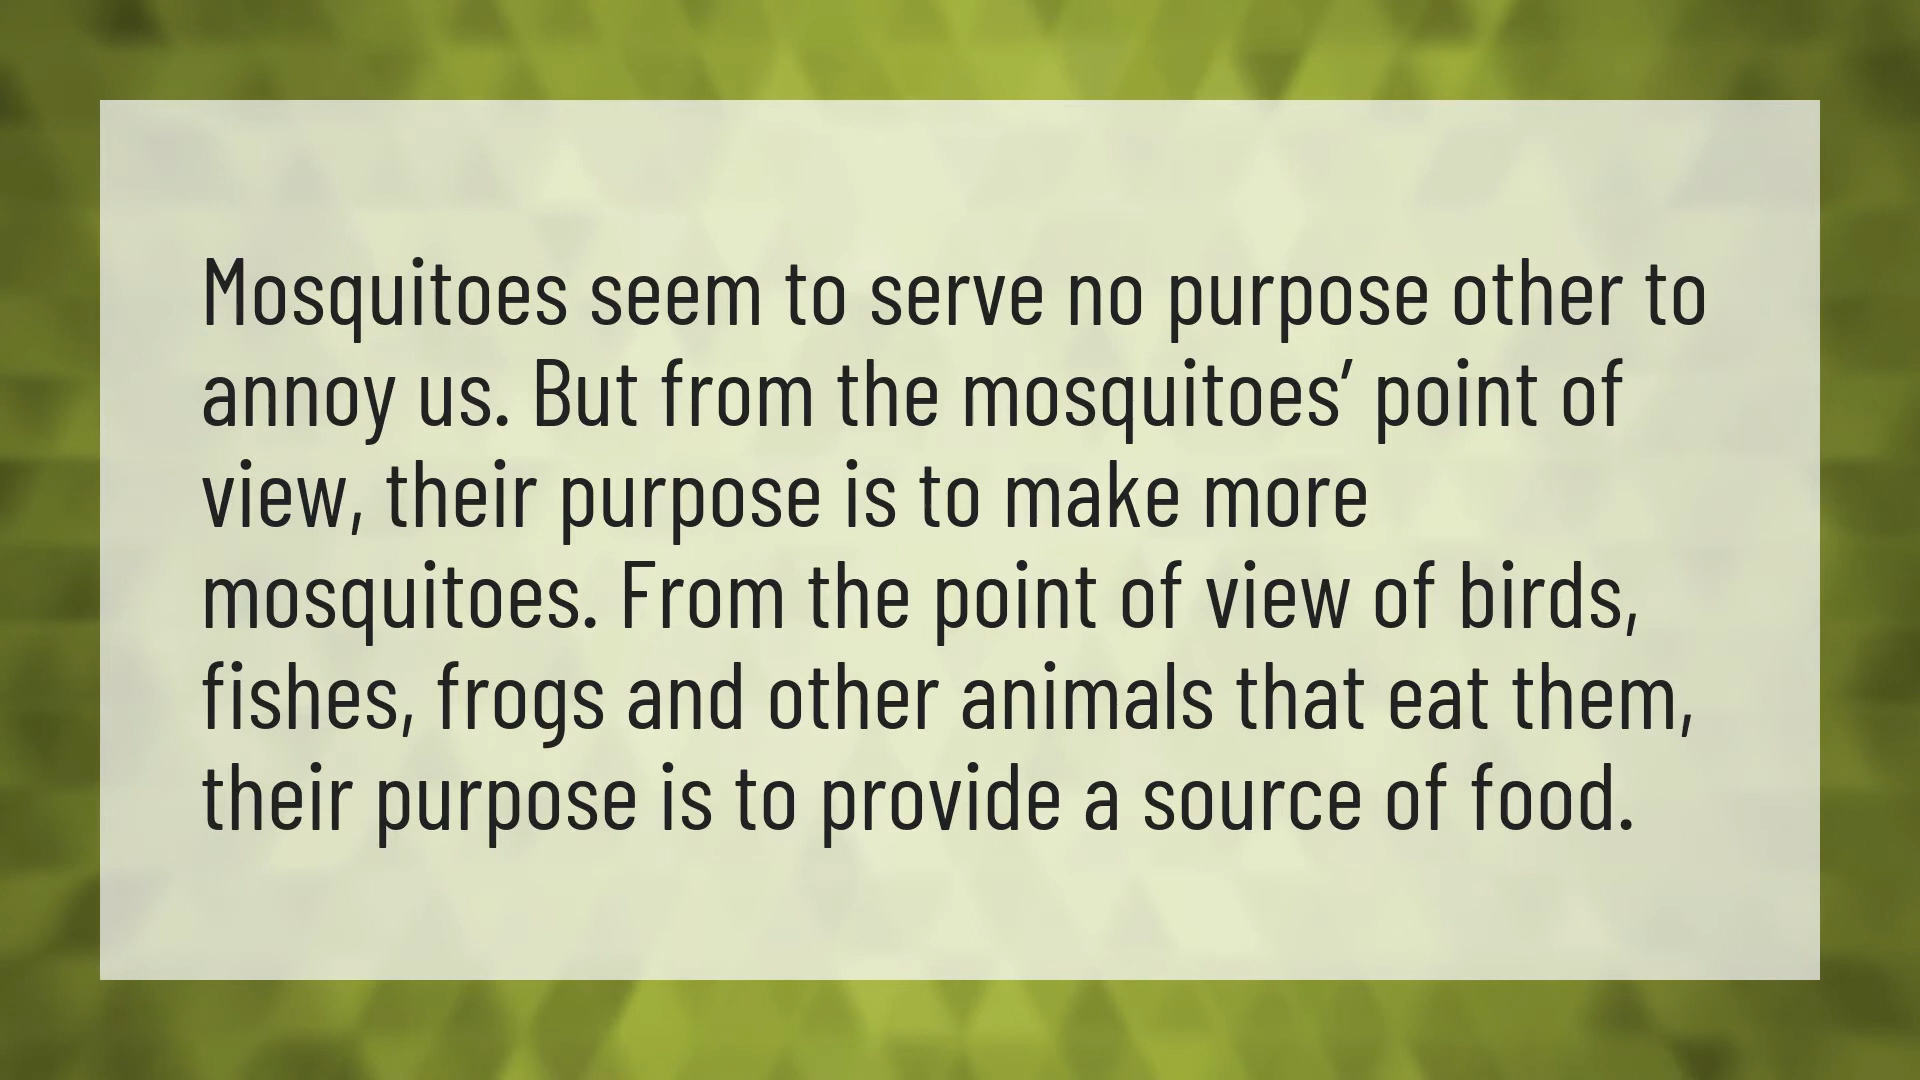 Mosquitoes seem to serve no purpose other to
annoy us. But from the mosquitoes’ point of
view, their purpose is to make more
mosquitoes. From the point of view of birds,
fishes, frogs and other animals that eat them,
their purpose is to provide a source of food.